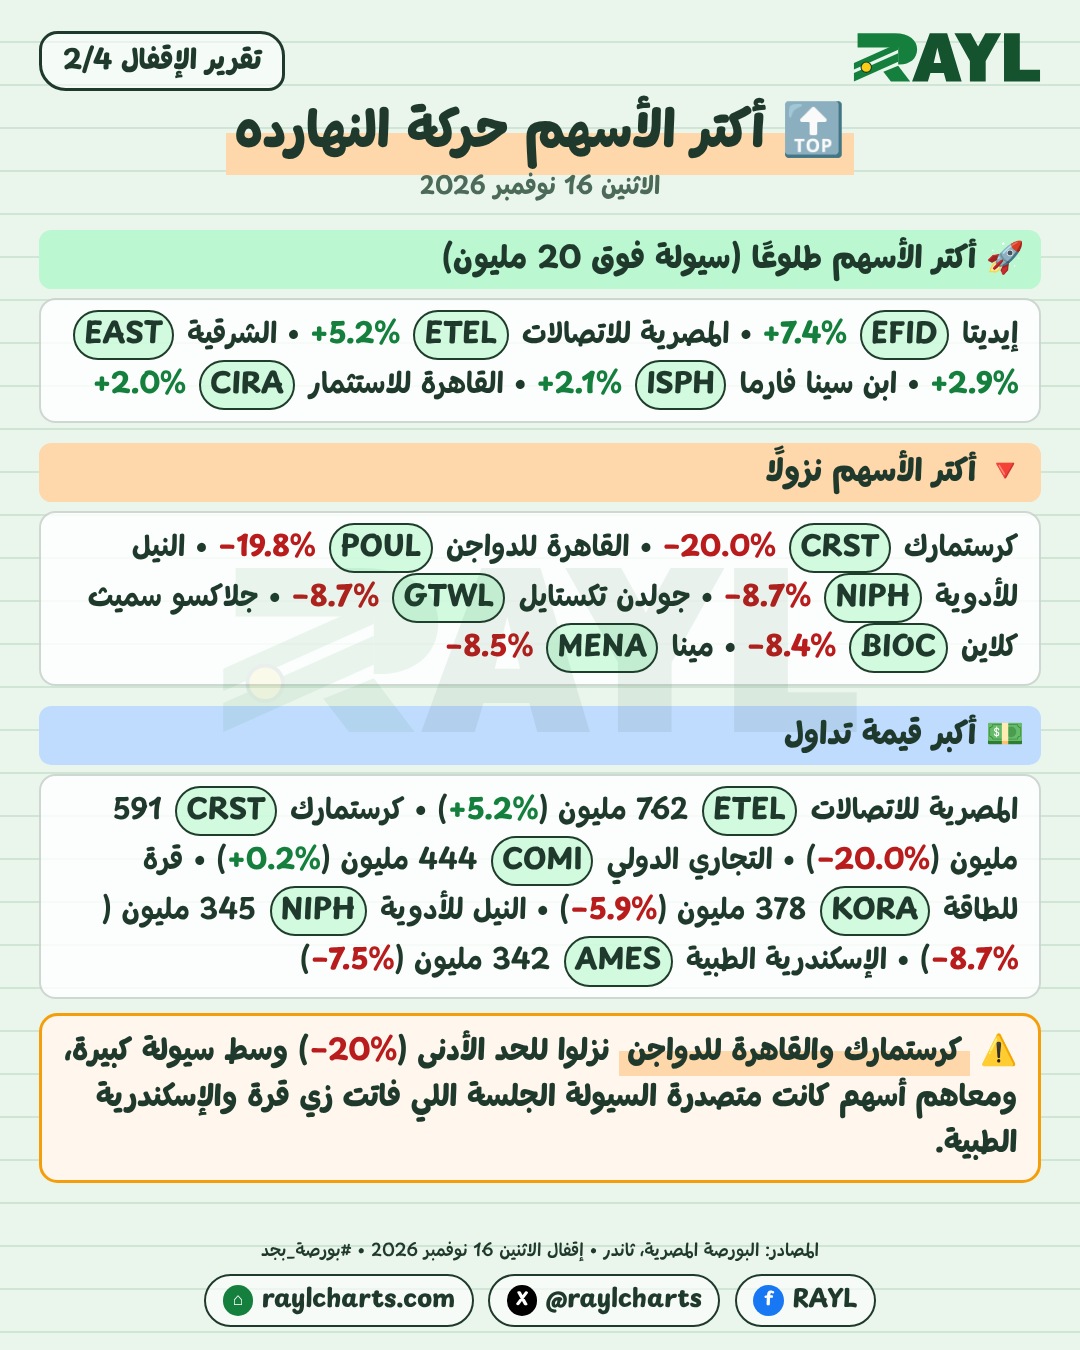 RAYL
تقرير الإقفال 2/4
🔝 أكتر الأسهم حركة النهارده
الاثنين 16 نوفمبر 2026
🚀 أكتر الأسهم طلوعًا (سيولة فوق 20 مليون)
إيديتا EFID +7.4% • المصرية للاتصالات ETEL +5.2% • الشرقية EAST
+2.9% • ابن سينا فارما ISPH +2.1% • القاهرة للاستثمار CIRA +2.0%
🔻 أكتر الأسهم نزولًا
كرستمارك CRST −20.0% • القاهرة للدواجن POUL −19.8% • النيل
للأدوية NIPH −8.7% • جولدن تكستايل GTWL −8.7% • جلاكسو سميث
كلاين BIOC −8.4% • مينا MENA −8.5%
💵 أكبر قيمة تداول
المصرية للاتصالات ETEL 762 مليون (+5.2%) • كرستمارك CRST 591
مليون (−20.0%) • التجاري الدولي COMI 444 مليون (+0.2%) • قرة
للطاقة KORA 378 مليون (−5.9%) • النيل للأدوية NIPH 345 مليون (
−8.7%) • الإسكندرية الطبية AMES 342 مليون (−7.5%)
⚠️ كرستمارك والقاهرة للدواجن نزلوا للحد الأدنى (−20%) وسط سيولة كبيرة،
ومعاهم أسهم كانت متصدرة السيولة الجلسة اللي فاتت زي قرة والإسكندرية
الطبية.
المصادر: البورصة المصرية، ثاندر • إقفال الاثنين 16 نوفمبر 2026 • #بورصة_بجد
RAYL
@raylcharts
raylcharts.com